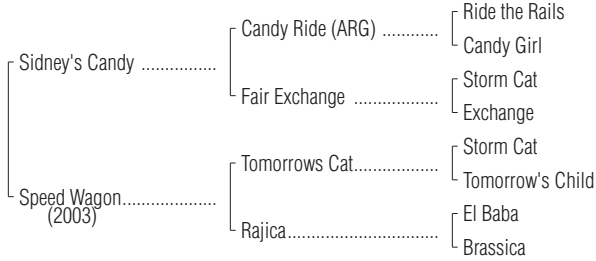 Ride the Rails
Candy Ride (ARG) ............
Candy Girl
Sidney's Candy ................
Storm Cat
Fair Exchange ..................
Exchange
Storm Cat
Tomorrows Cat..................
Tomorrow's Child
Speed Wagon....................
(2003)
El Baba
Rajica................................
Brassica